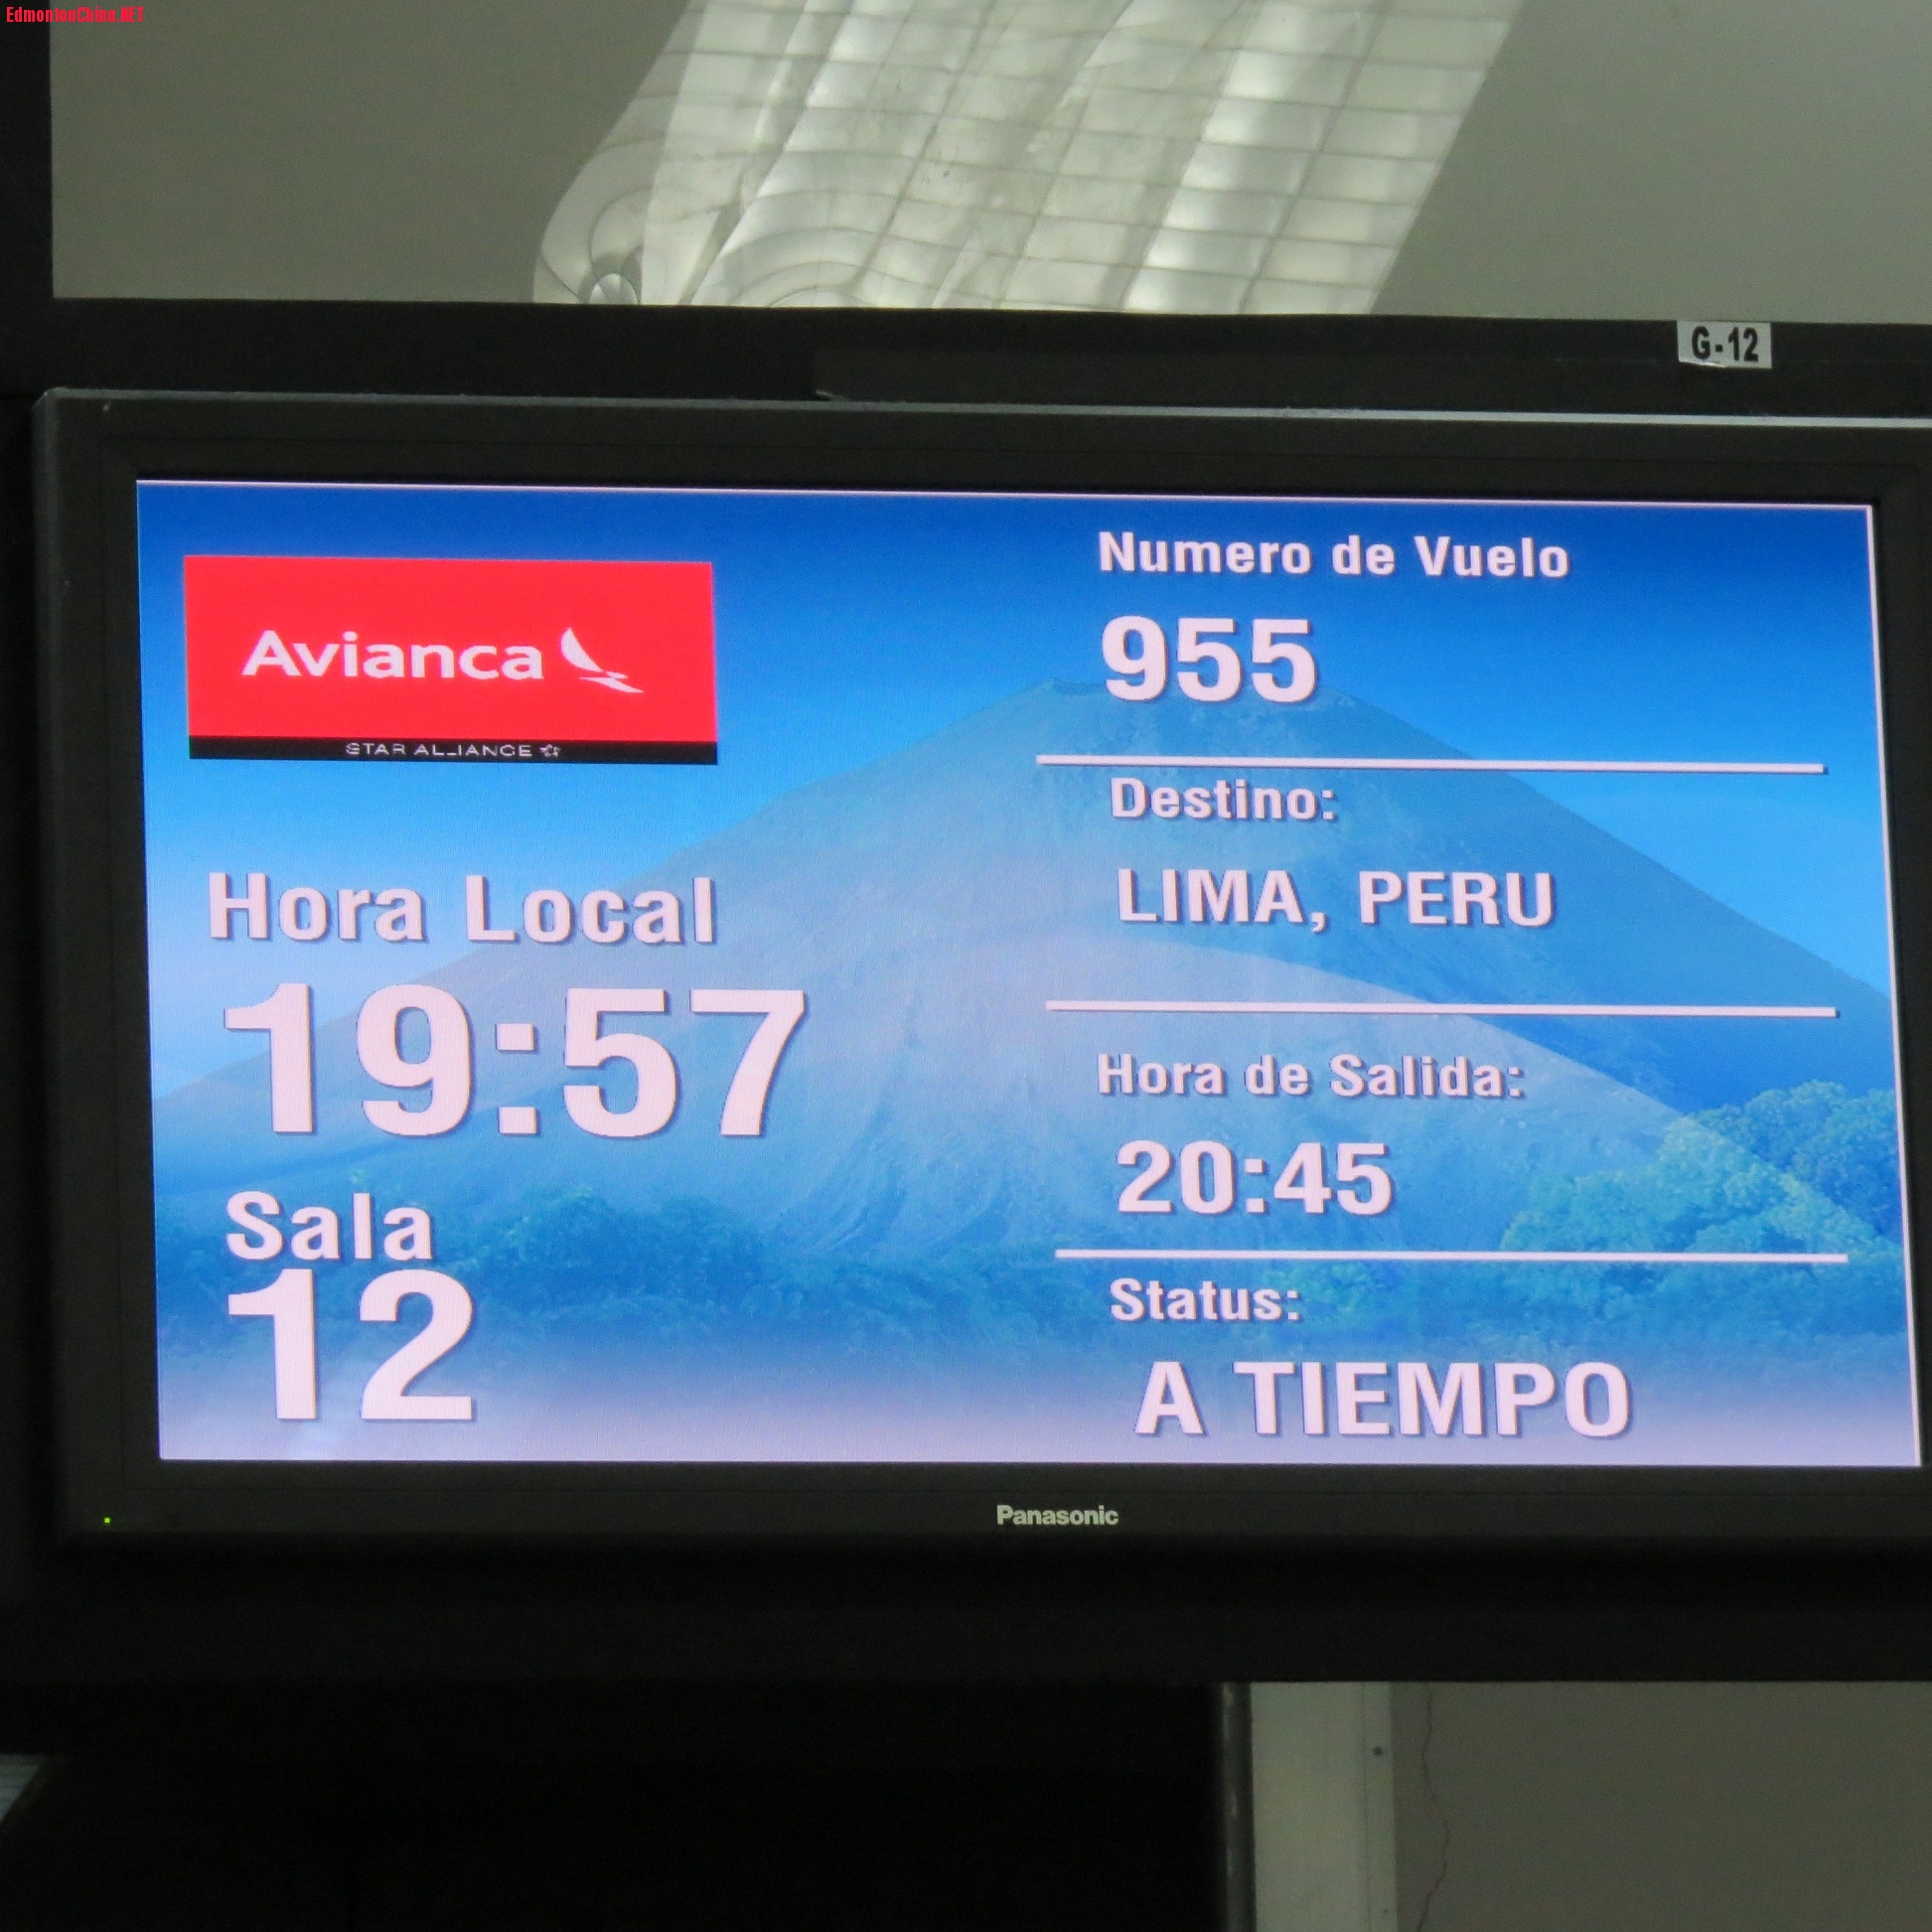 EdmontonChina.NET
G-12
Avianca
STAR ALLIANCE
Hora Local
19:57
Sala
12
Numero de Vuelo
955
Destino:
LIMA, PERU
Hora de Salida:
20:45
Status:
A TIEMPO
Panasonic